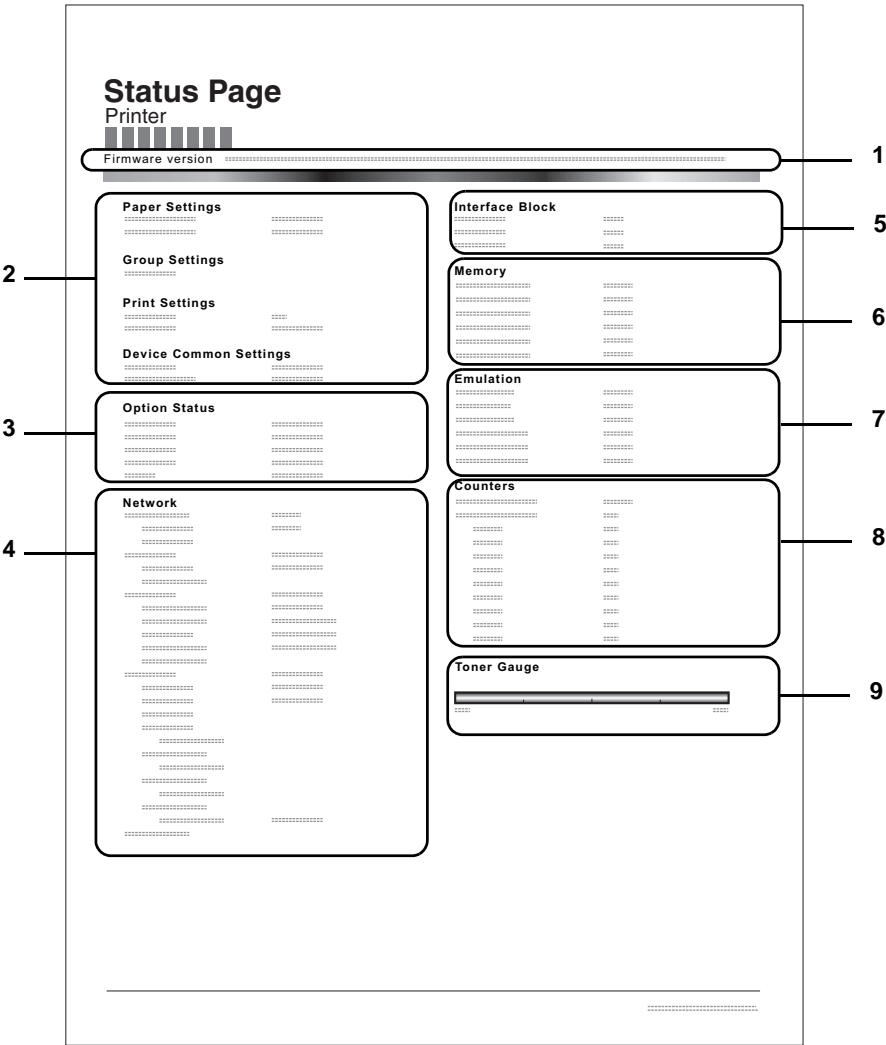 Status Page
Printer
Firmware version
1
Paper Settings
Group Settings
Print Settings
Device Common Settings
2
Option Status
3
Network
4
Interface Block
5
Memory
6
Emulation
7
Counters
8
Toner Gauge
9